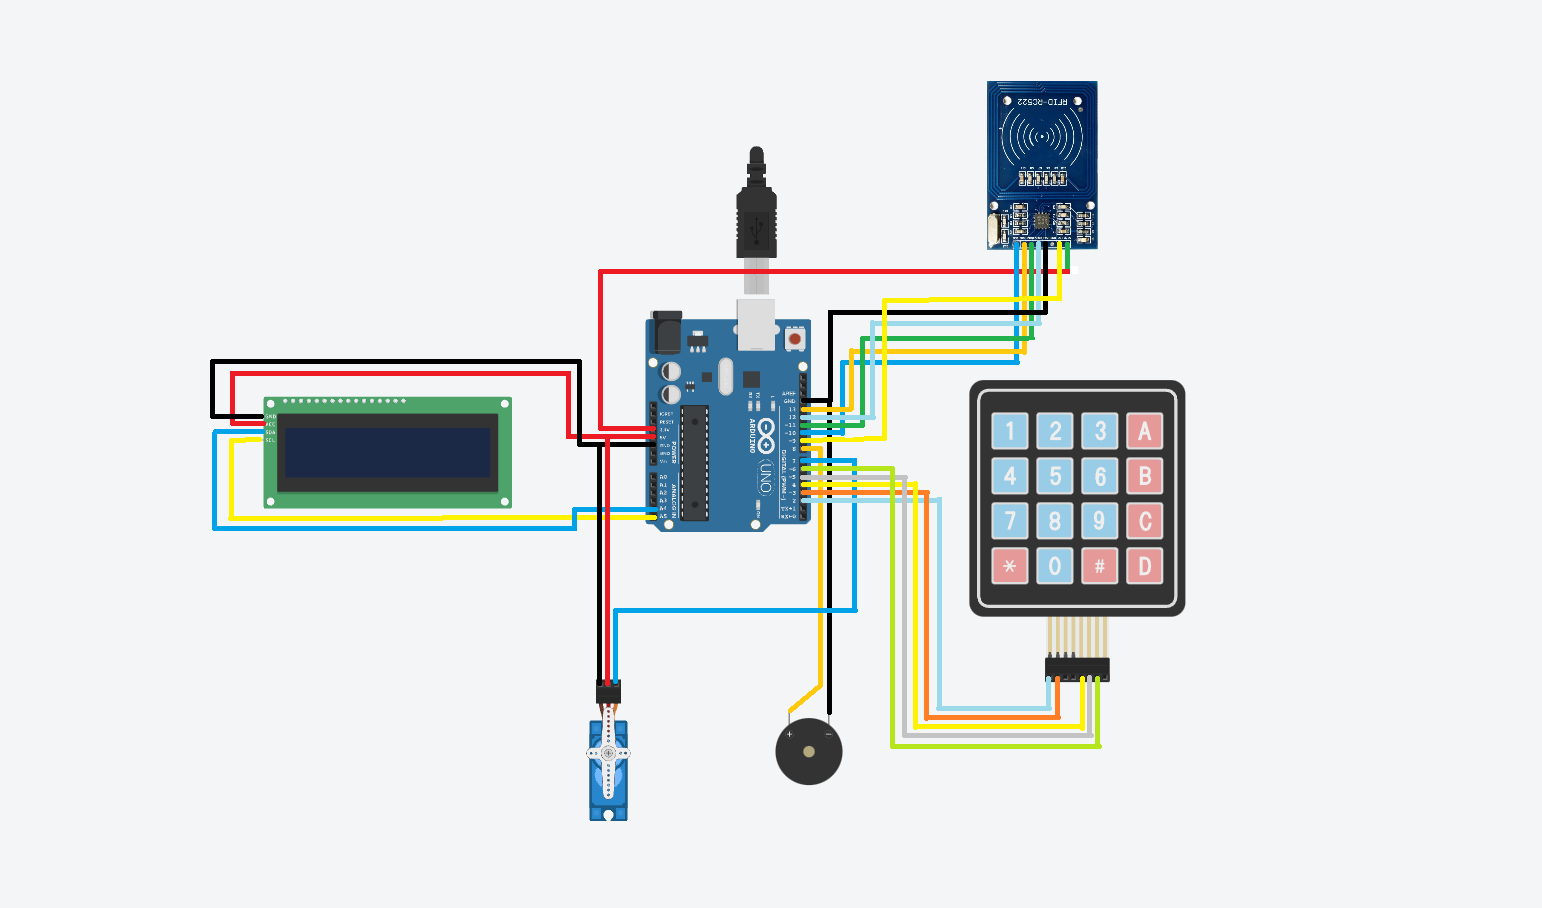 RFID-RC522
GND
VCC
SDA
SCL
IOREF
RESET
3.3V
5V
GND
GND
Vin
POWER
A0
A1
A2
A3
A4
A5
ANALOG IN
ARDUINO
UNO
TX
RX
L
ON
AREF
GND
13
12
~11
~10
~9
8
7
~6
~5
4
~3
2
TX→1
RX←0
DIGITAL (PWM~)
1 2 3 A
4 5 6 B
7 8 9 C
* 0 # D
+ −